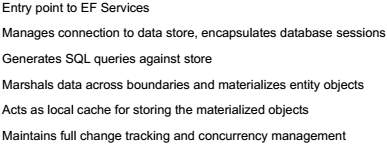 Entry point to EF Services
Manages connection to data store, encapsulates database sessions
Generates SQL queries against store
Marshals data across boundaries and materializes entity objects
Acts as local cache for storing the materialized objects
Maintains full change tracking and concurrency management